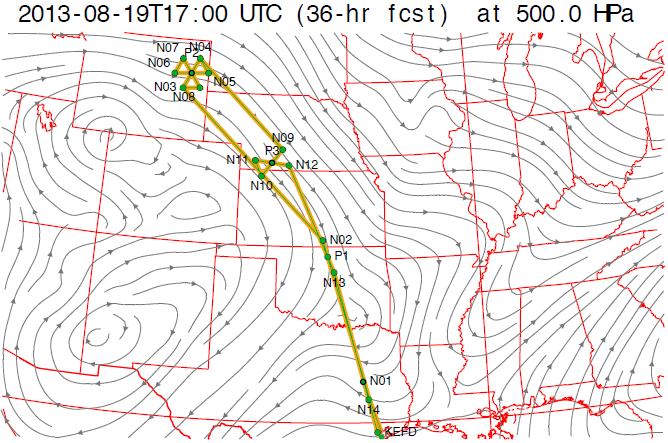 2013-08-19T17:00 UTC (36-hr fcst) at 500.0 HPa
N07 N04
P2
N06
N05
N03
N08
N09
P3
N11
N12
N10
N02
P1
N13
N01
N14
KEFD